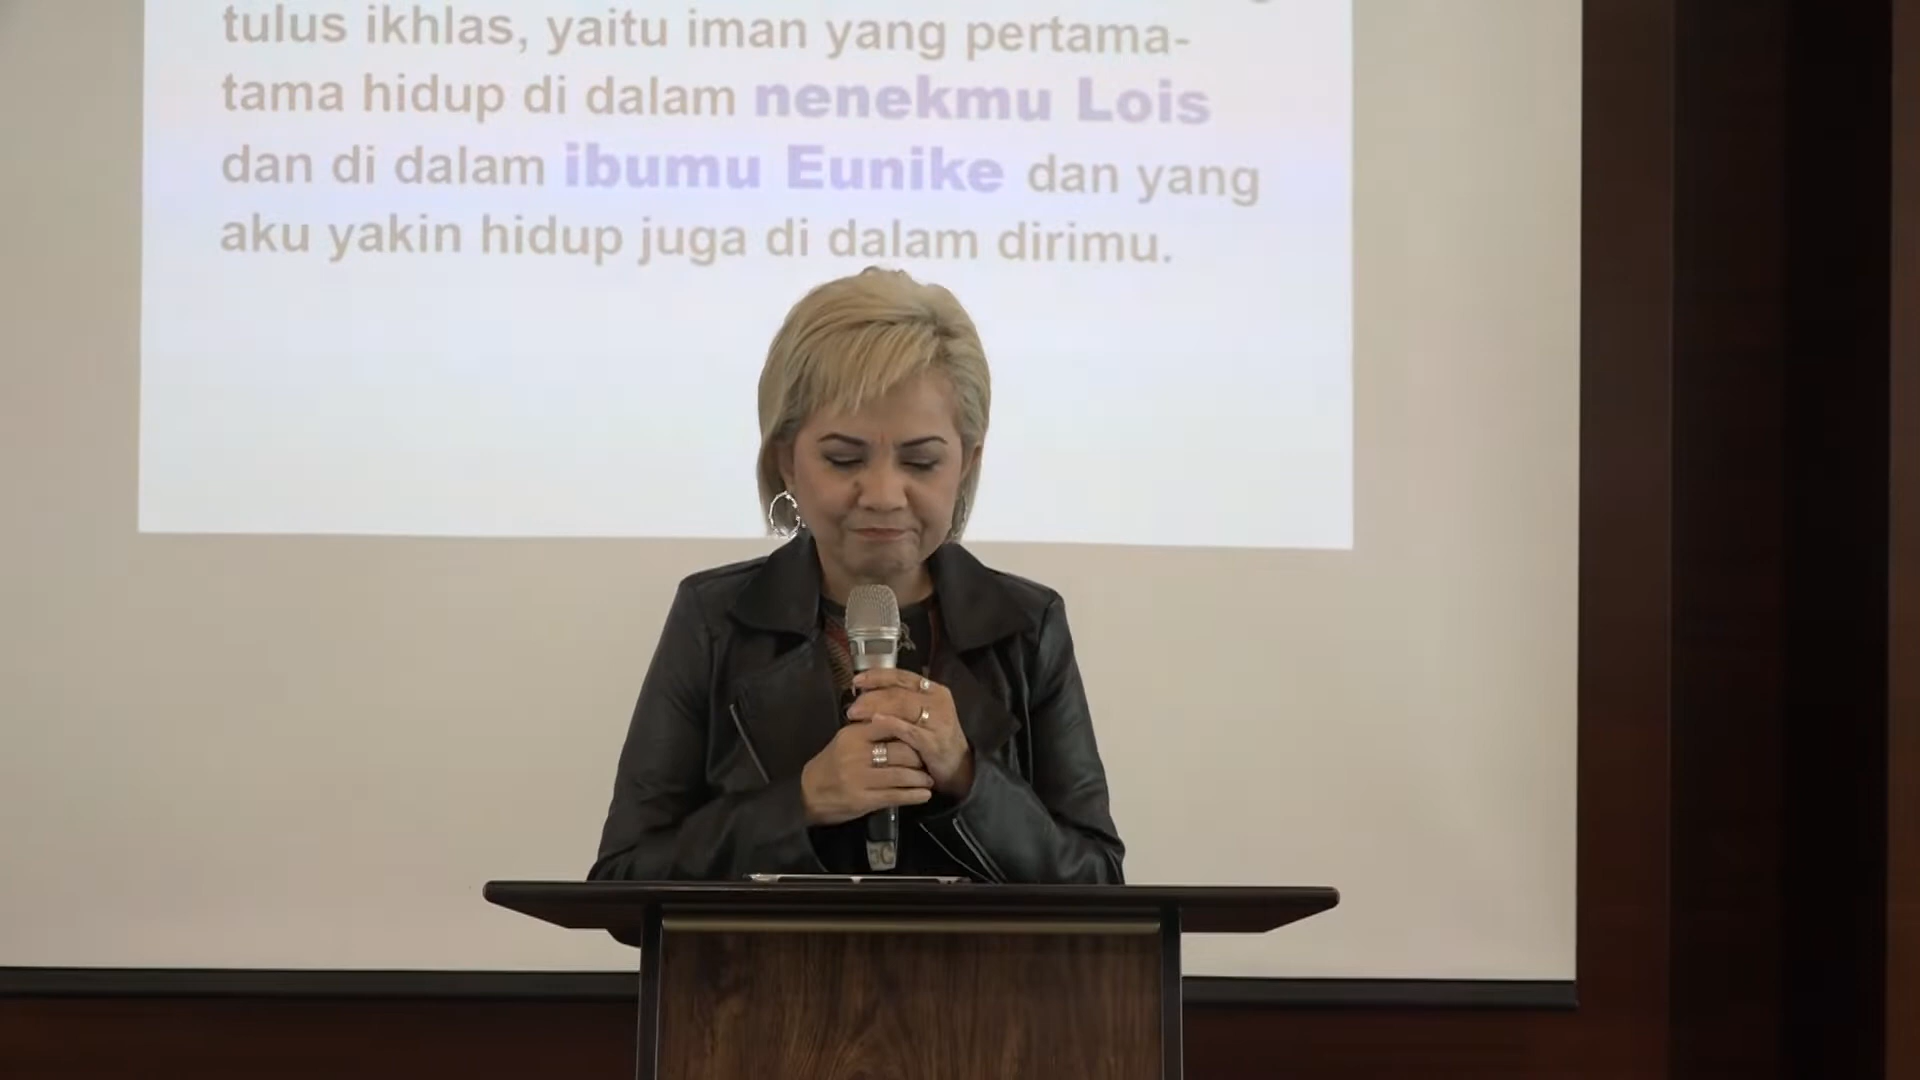 tulus ikhlas, yaitu iman yang pertama-
tama hidup di dalam nenekmu Lois
dan di dalam ibumu Eunike dan yang
aku yakin hidup juga di dalam dirimu.